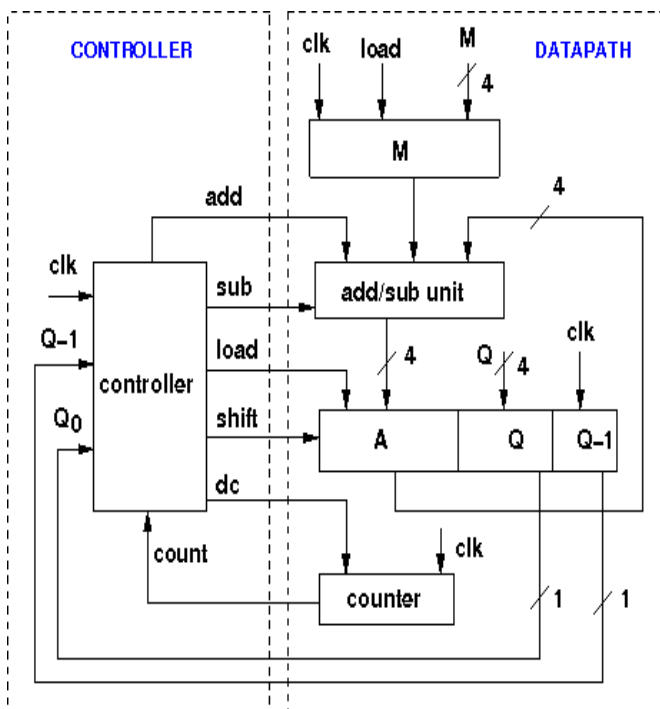 CONTROLLER
DATAPATH
clk
load
M
4
M
add
4
clk
sub
add/sub unit
Q-1
load
4
Q
4
clk
controller
Q0
shift
A
Q
Q-1
dc
count
clk
counter
1
1